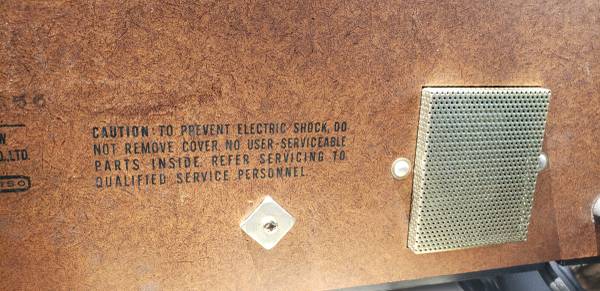 CAUTION: TO PREVENT ELECTRIC SHOCK, DO
NOT REMOVE COVER. NO USER-SERVICEABLE
PARTS INSIDE. REFER SERVICING TO
QUALIFIED SERVICE PERSONNEL.
.,LTD.